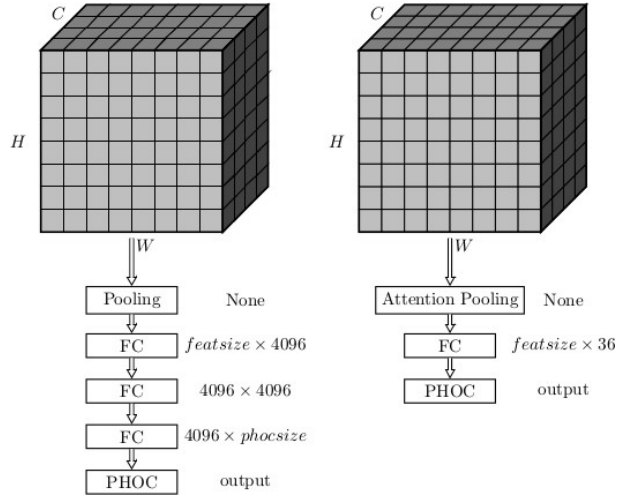 C
H
W
Pooling None
FC featsize × 4096
FC 4096 × 4096
FC 4096 × phocsize
PHOC output
C
H
W
Attention Pooling None
FC featsize × 36
PHOC output